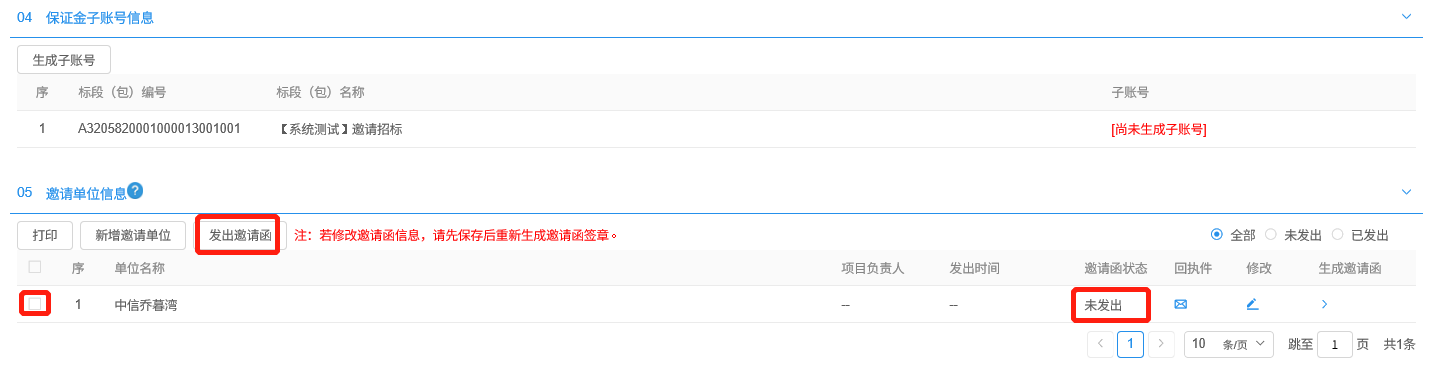 04 保证金子账号信息
生成子账号
序 标段（包）编号 标段（包）名称 子账号
1 A3205820001000013001001 【系统测试】邀请招标 [尚未生成子账号]
05 邀请单位信息?
打印 新增邀请单位 发出邀请函 注：若修改邀请函信息，请先保存后重新生成邀请函签章。 全部 未发出 已发出
序 单位名称 项目负责人 发出时间 邀请函状态 回执件 修改 生成邀请函
1 中信乔暮湾 -- -- 未发出
1 10 条/页 跳至 1 页 共1条